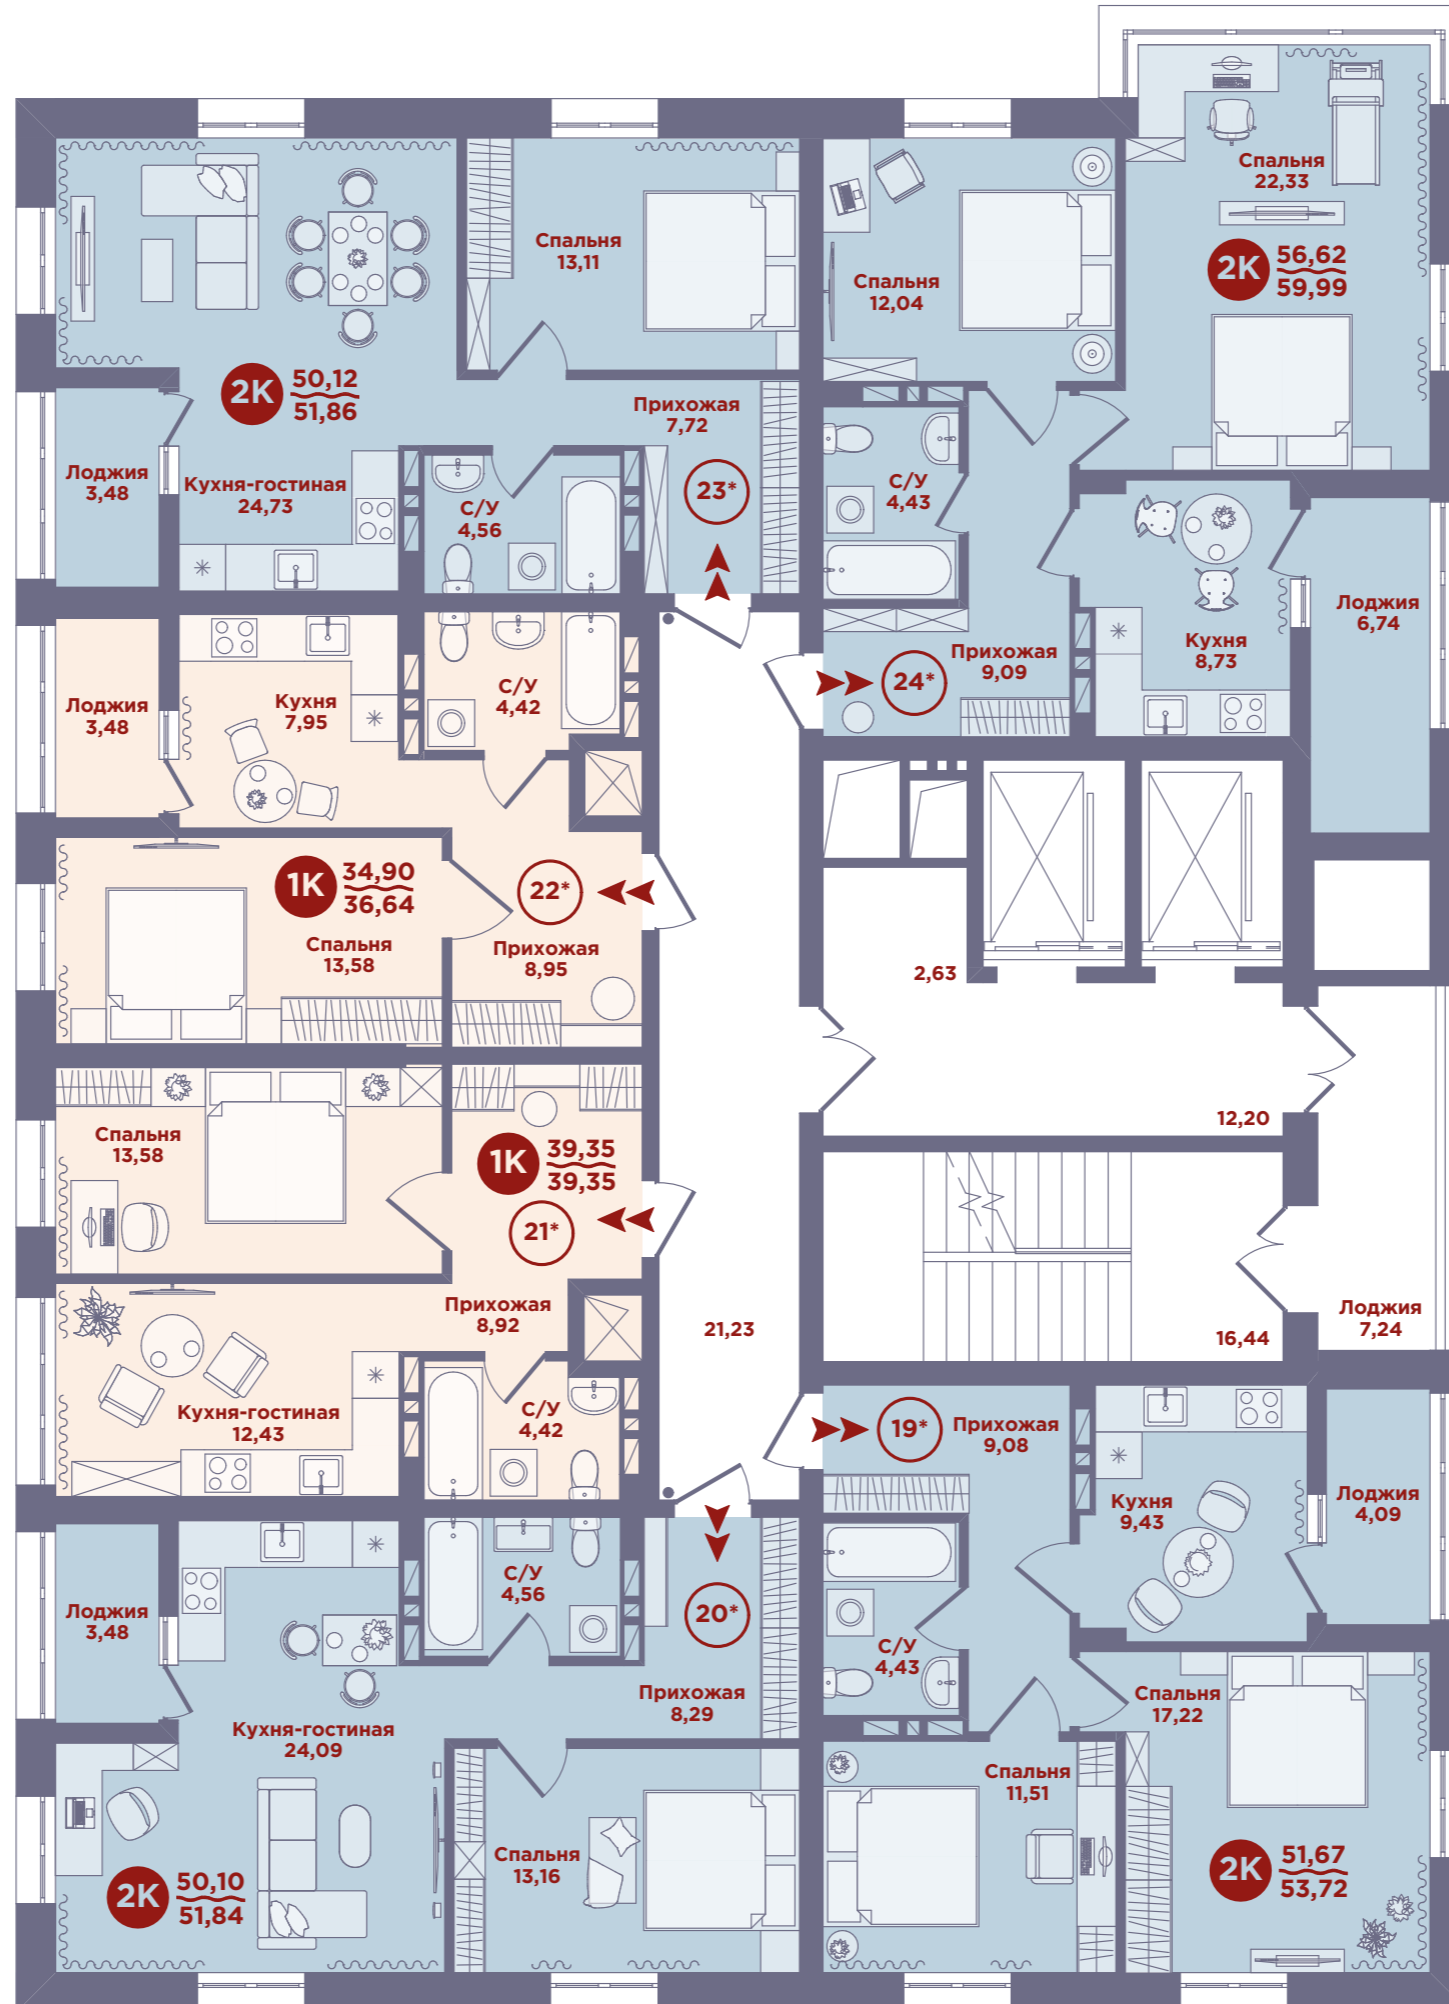 Спальня
22,33
2К
56,62
59,99
Спальня
13,11
Спальня
12,04
2К
50,12
51,86
Прихожая
7,72
Лоджия
3,48
Кухня-гостиная
24,73
С/У
4,56
23*
С/У
4,43
Лоджия
6,74
Кухня
8,73
Прихожая
9,09
24*
С/У
4,42
Кухня
7,95
Лоджия
3,48
1К
34,90
36,64
22*
Спальня
13,58
Прихожая
8,95
2,63
12,20
Спальня
13,58
1К
39,35
39,35
21*
Прихожая
8,92
21,23
16,44
Лоджия
7,24
Кухня-гостиная
12,43
С/У
4,42
19*
Прихожая
9,08
Кухня
9,43
Лоджия
4,09
С/У
4,56
Лоджия
3,48
20*
С/У
4,43
Прихожая
8,29
Спальня
17,22
Кухня-гостиная
24,09
Спальня
11,51
Спальня
13,16
2К
50,10
51,84
2К
51,67
53,72